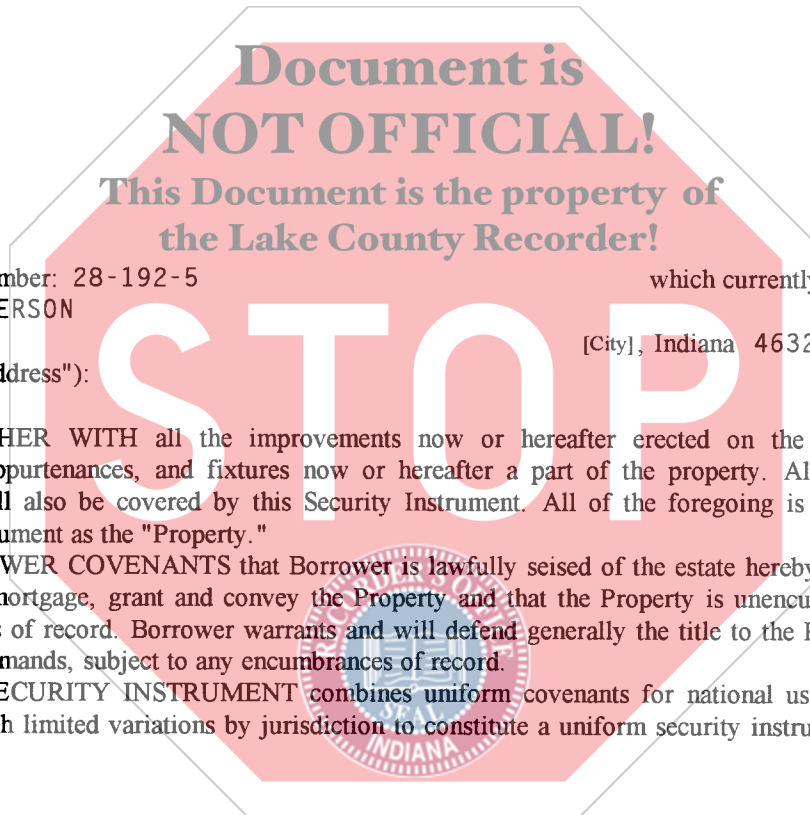 Document is
NOT OFFICIAL!
This Document is the property of
the Lake County Recorder!
mber: 28-192-5 which currently
ERSON
[City], Indiana 4632
ddress"):
STOP
HER WITH all the improvements now or hereafter erected on the
ppurtenances, and fixtures now or hereafter a part of the property. Al
ll also be covered by this Security Instrument. All of the foregoing is
ument as the "Property."
WER COVENANTS that Borrower is lawfully seised of the estate hereby
nortgage, grant and convey the Property and that the Property is unencu
s of record. Borrower warrants and will defend generally the title to the
mands, subject to any encumbrances of record.
ECURITY INSTRUMENT combines uniform covenants for national us
h limited variations by jurisdiction to constitute a uniform security instru
RECORDER'S OFFICE
SEAL
INDIANA